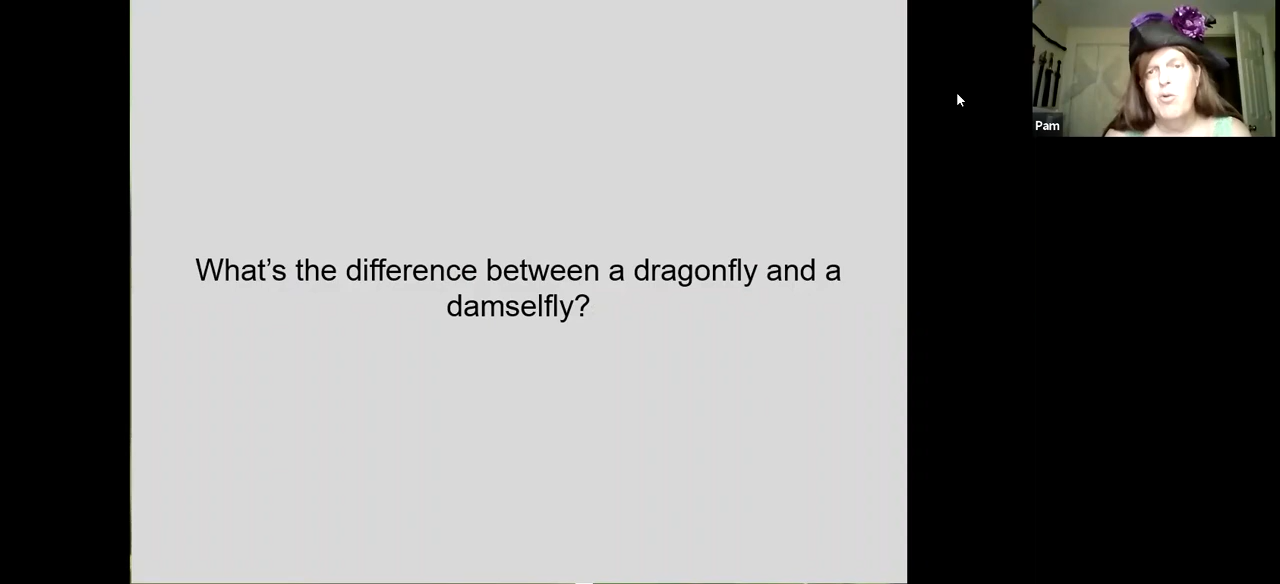 What’s the difference between a dragonfly and a
damselfly?
Pam